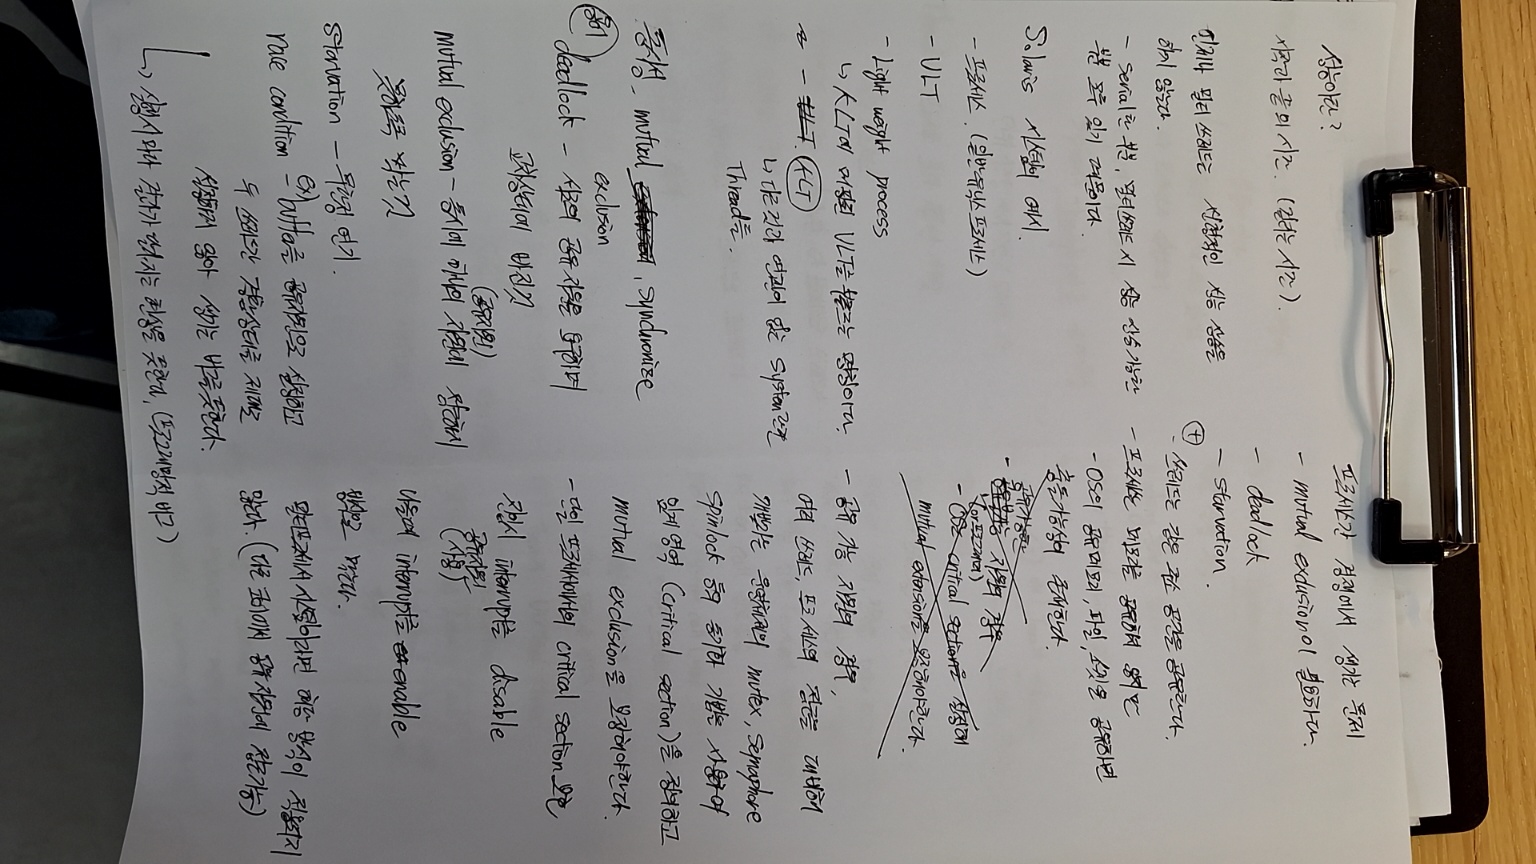 성능이란?
시작과 끝의 시간. (걸리는 시간).
언제나 멀티 쓰레드는 선형적인 성능 상승을
하지 않는다.
- Serial한 부분, 멀티쓰레드 시 성능 상승 가능한
부분 모두 있기 때문이다.
Solaris 시스템의 예시.
- 프로세스. (일반 유닉스 프로세스)
- ULT
- Light weight process
↳ KLT에 매핑된 ULT를 부르는 명칭이다.
- ULT. KLT
↳ 다른것과 연관이 없는 System관련
Thread들.
동시성, mutual , synchronize
exclusion
용어
deadlock - 서로의 공유 자원을 요구하며
교착상태에 빠진것
(공유자원)
mutual exclusion - 동시에 하나의 자원에 접근하지
못하도록 막는것
starvation - 무한정 연기.
race condition - ex) buffer를 공유자원으로 설정하고
두 쓰레드간 경합상태를 제대로
설정하지 않아 생기는 버그를 뜻한다.
↳ 실행시마다 결과가 달라지는 현상을 뜻한다. (프로그래밍적 버그)
프로세스간 경쟁에서 생기는 문제
- mutual exclusion이 필요하다.
- deadlock
- starvation.
+
- 쓰레드는 같은 주소 공간을 공유한다.
- 프로세스는 메모리를 공유하지 않지만
- OS의 공유메모리, 파일, 소켓을 공유하면
충돌가능성이 존재한다.
공유가능한
- 공유불가능 자원의 경우
(or 프로그래머)
- OS는 critical section을 설정해
mutual extension을 보장해야한다.
- 공유 가능 자원의 경우,
여러 쓰레드, 프로세스의 접근을 대비해
개발자는 운영체제의 mutex, semaphore
spinlock 등의 동기화 기법을 사용하여
임계 영역 (critical section)을 정의하고
mutual exclusion을 보장해야한다.
- 단일 프로세서에서의 critical section 보호
진입시 interrupt를 disable
공유자원
(사용)
나올때 interrupt를 enable
방식으로 막는다.
멀티프로세서 시스템이라면 해당 방식이 적용되지
않는다. (다른 코어에서 공유 자원에 접근가능)